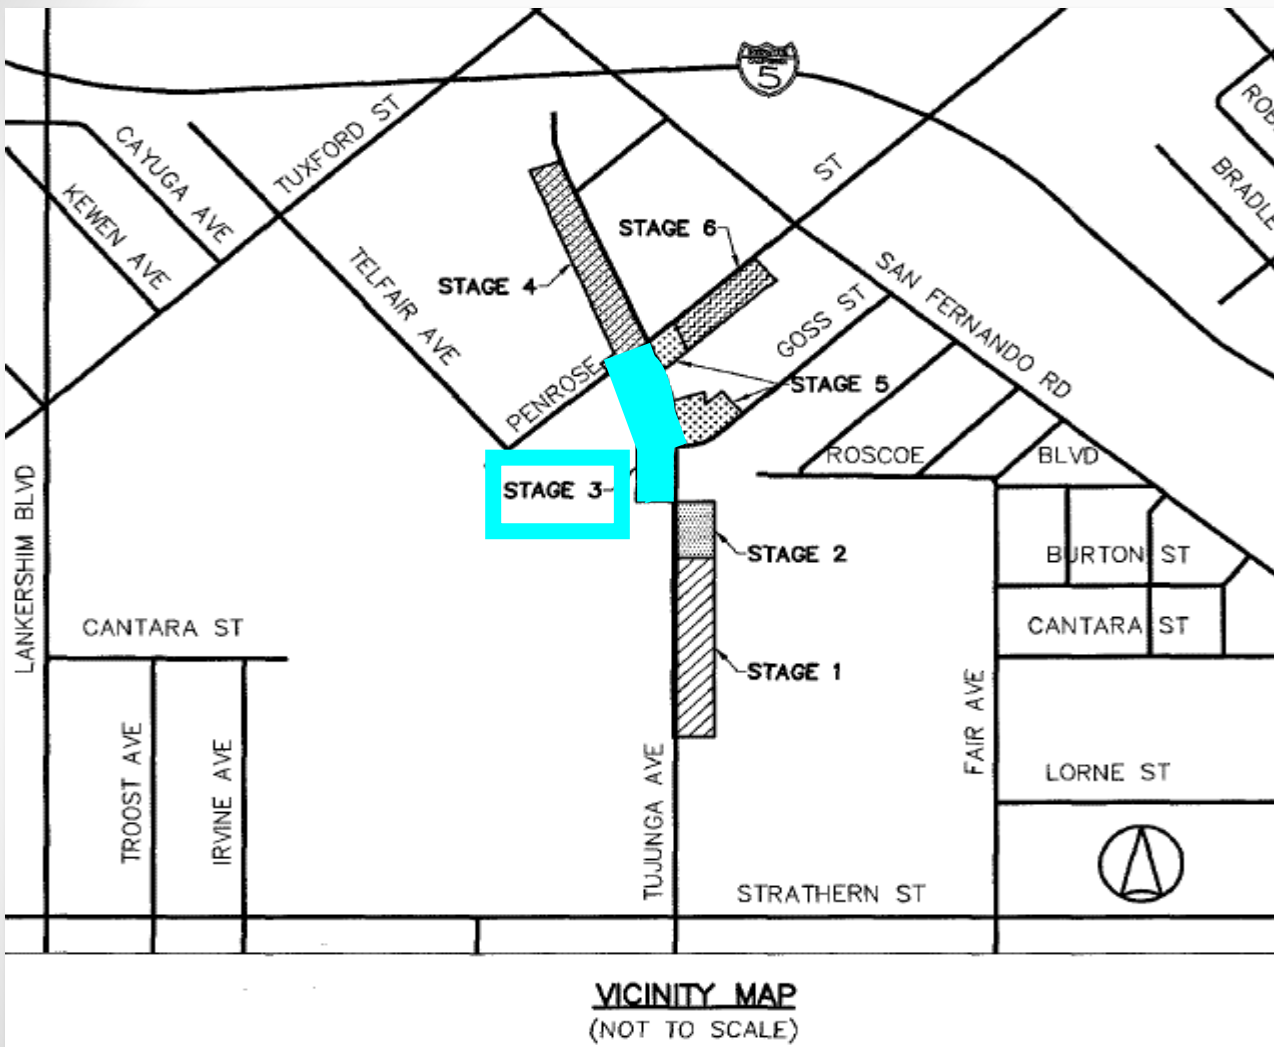 5
TUXFORD ST
CAYUGA AVE
KEWEN AVE
ST
BRADLE
STAGE 6
TELFAIR AVE
STAGE 4
SAN FERNANDO RD
GOSS ST
PENROSE
STAGE 5
ROSCOE BLVD
LANKERSHIM BLVD
STAGE 3
STAGE 2
BURTON ST
CANTARA ST
CANTARA ST
STAGE 1
FAIR AVE
TROOST AVE
IRVINE AVE
TUJUNGA AVE
LORNE ST
STRATHERN ST
VICINITY MAP
(NOT TO SCALE)